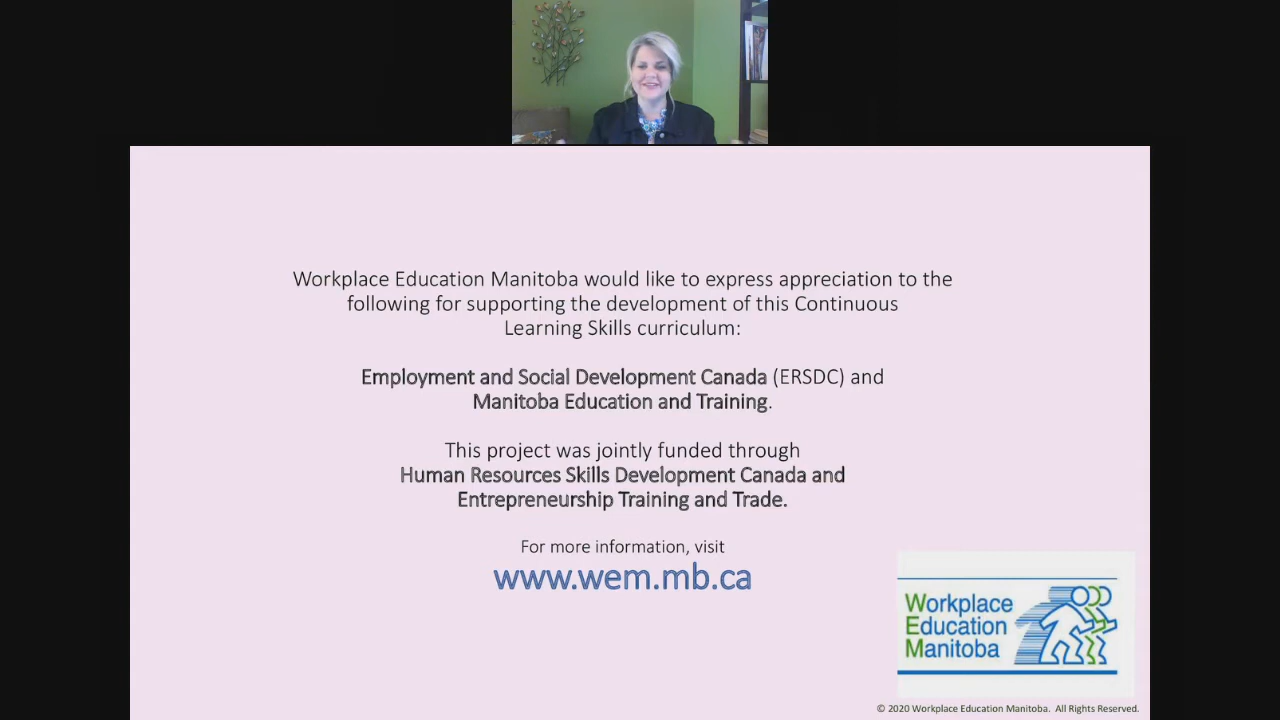 Workplace Education Manitoba would like to express appreciation to the
following for supporting the development of this Continuous
Learning Skills curriculum:
Employment and Social Development Canada (ERSDC) and
Manitoba Education and Training.
This project was jointly funded through
Human Resources Skills Development Canada and
Entrepreneurship Training and Trade.
For more information, visit
www.wem.mb.ca
Workplace
Education
Manitoba
© 2020 Workplace Education Manitoba. All Rights Reserved.